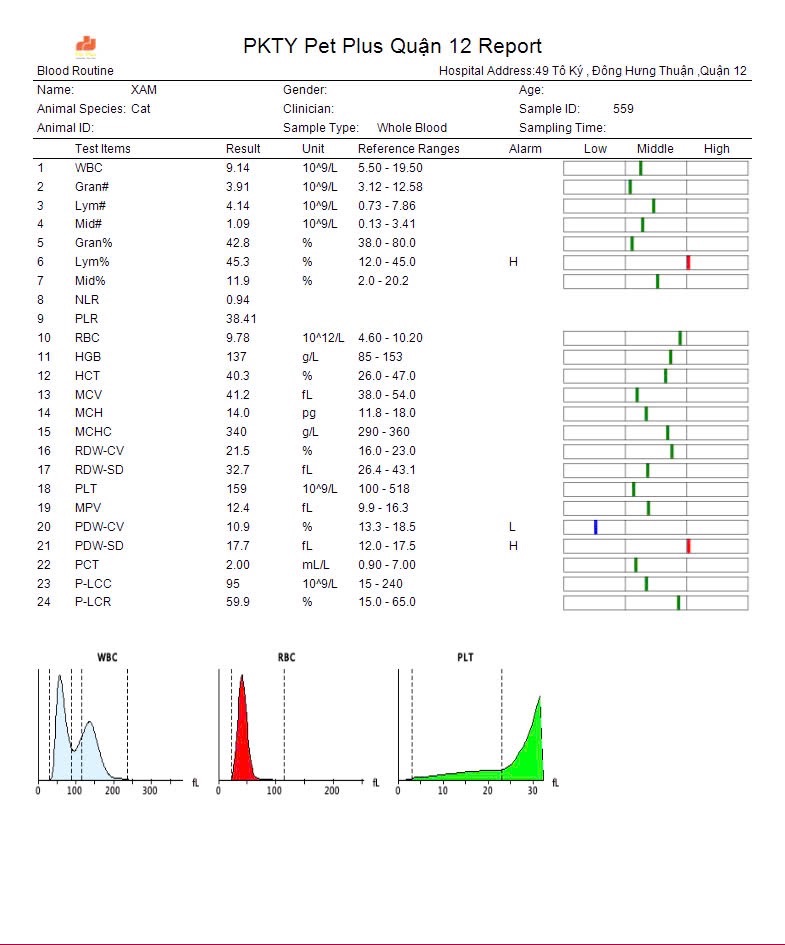 PKTY Pet Plus Quận 12 Report
Blood Routine Hospital Address:49 Tô Ký , Đông Hưng Thuận ,Quận 12
Name: XAM Gender: Age:
Animal Species: Cat Clinician: Sample ID: 559
Animal ID: Sample Type: Whole Blood Sampling Time:
Test Items Result Unit Reference Ranges Alarm Low Middle High
1 WBC 9.14 10^9/L 5.50 - 19.50
2 Gran# 3.91 10^9/L 3.12 - 12.58
3 Lym# 4.14 10^9/L 0.73 - 7.86
4 Mid# 1.09 10^9/L 0.13 - 3.41
5 Gran% 42.8 % 38.0 - 80.0
6 Lym% 45.3 % 12.0 - 45.0 H
7 Mid% 11.9 % 2.0 - 20.2
8 NLR 0.94
9 PLR 38.41
10 RBC 9.78 10^12/L 4.60 - 10.20
11 HGB 137 g/L 85 - 153
12 HCT 40.3 % 26.0 - 47.0
13 MCV 41.2 fL 38.0 - 54.0
14 MCH 14.0 pg 11.8 - 18.0
15 MCHC 340 g/L 290 - 360
16 RDW-CV 21.5 % 16.0 - 23.0
17 RDW-SD 32.7 fL 26.4 - 43.1
18 PLT 159 10^9/L 100 - 518
19 MPV 12.4 fL 9.9 - 16.3
20 PDW-CV 10.9 % 13.3 - 18.5 L
21 PDW-SD 17.7 fL 12.0 - 17.5 H
22 PCT 2.00 mL/L 0.90 - 7.00
23 P-LCC 95 10^9/L 15 - 240
24 P-LCR 59.9 % 15.0 - 65.0
WBC RBC PLT
0 100 200 300 fL 0 100 200 fL 0 10 20 30 fL